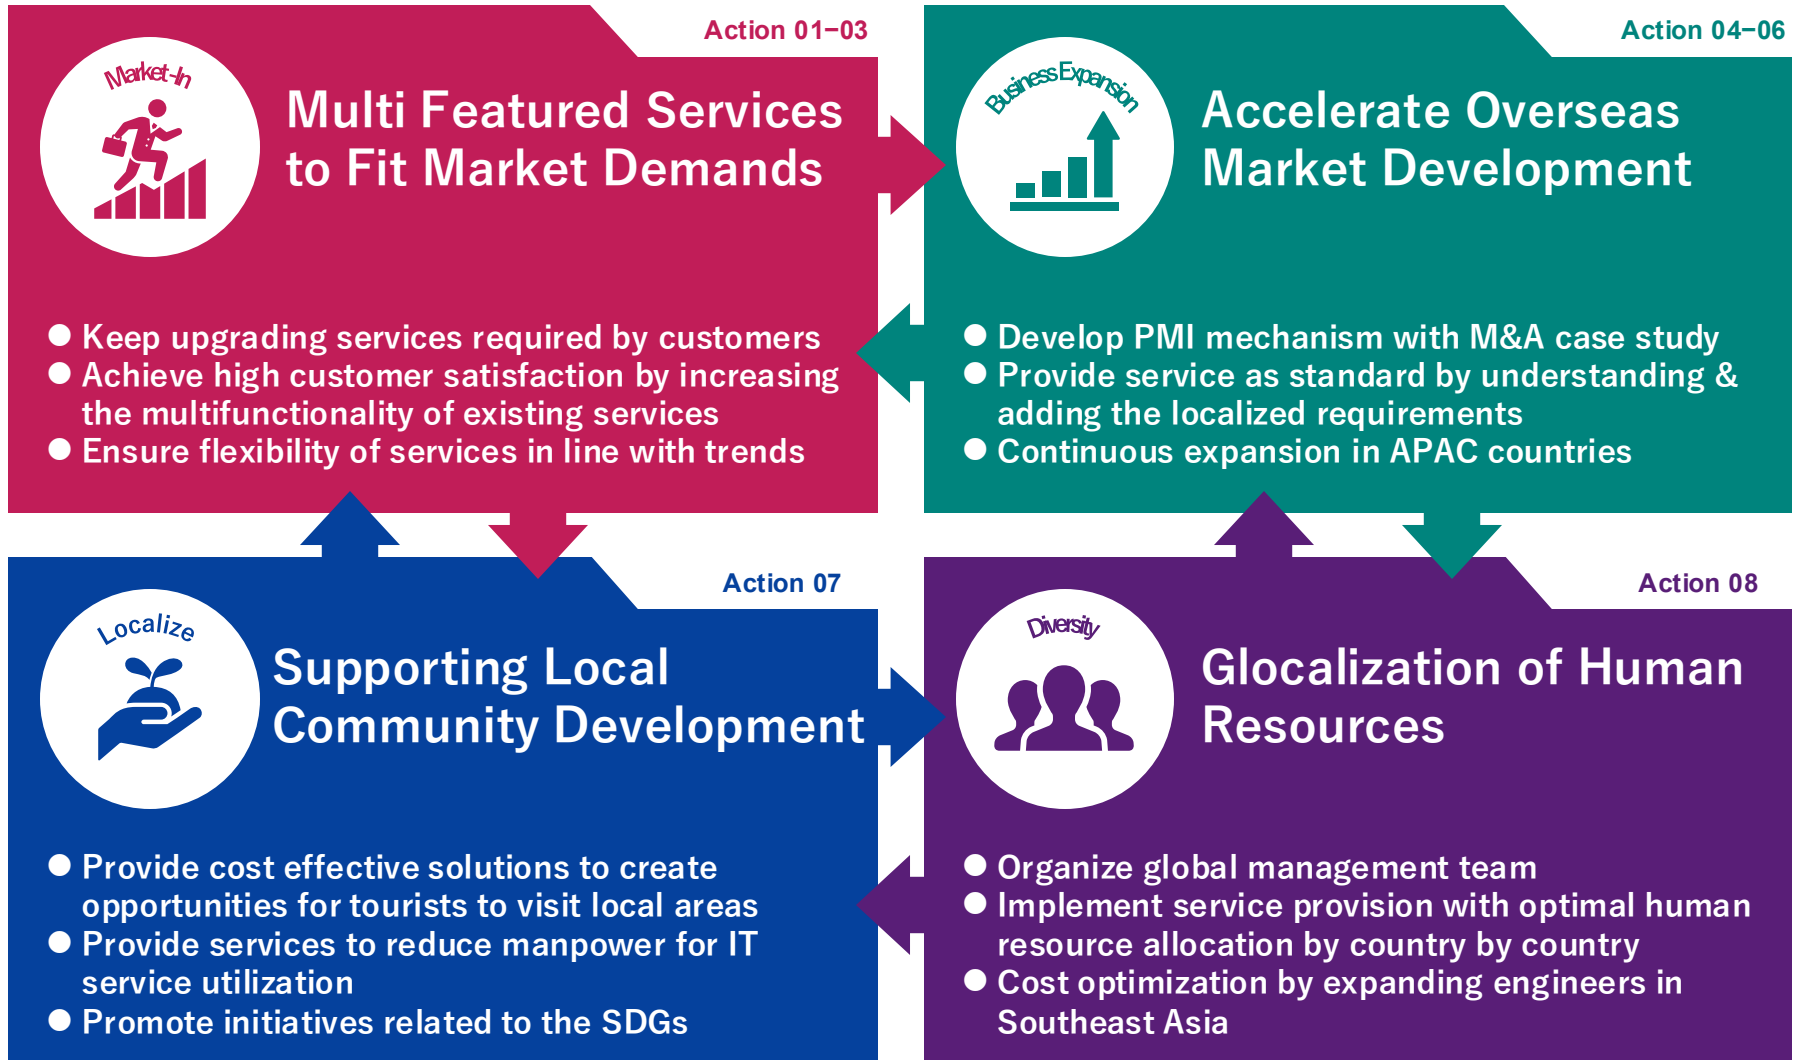 Action 01–03
Market-In
Multi Featured Services
to Fit Market Demands
● Keep upgrading services required by customers
● Achieve high customer satisfaction by increasing
the multifunctionality of existing services
● Ensure flexibility of services in line with trends
Action 04–06
Business Expansion
Accelerate Overseas
Market Development
● Develop PMI mechanism with M&A case study
● Provide service as standard by understanding &
adding the localized requirements
● Continuous expansion in APAC countries
Action 07
Localize
Supporting Local
Community Development
● Provide cost effective solutions to create
opportunities for tourists to visit local areas
● Provide services to reduce manpower for IT
service utilization
● Promote initiatives related to the SDGs
Action 08
Diversity
Glocalization of Human
Resources
● Organize global management team
● Implement service provision with optimal human
resource allocation by country by country
● Cost optimization by expanding engineers in
Southeast Asia